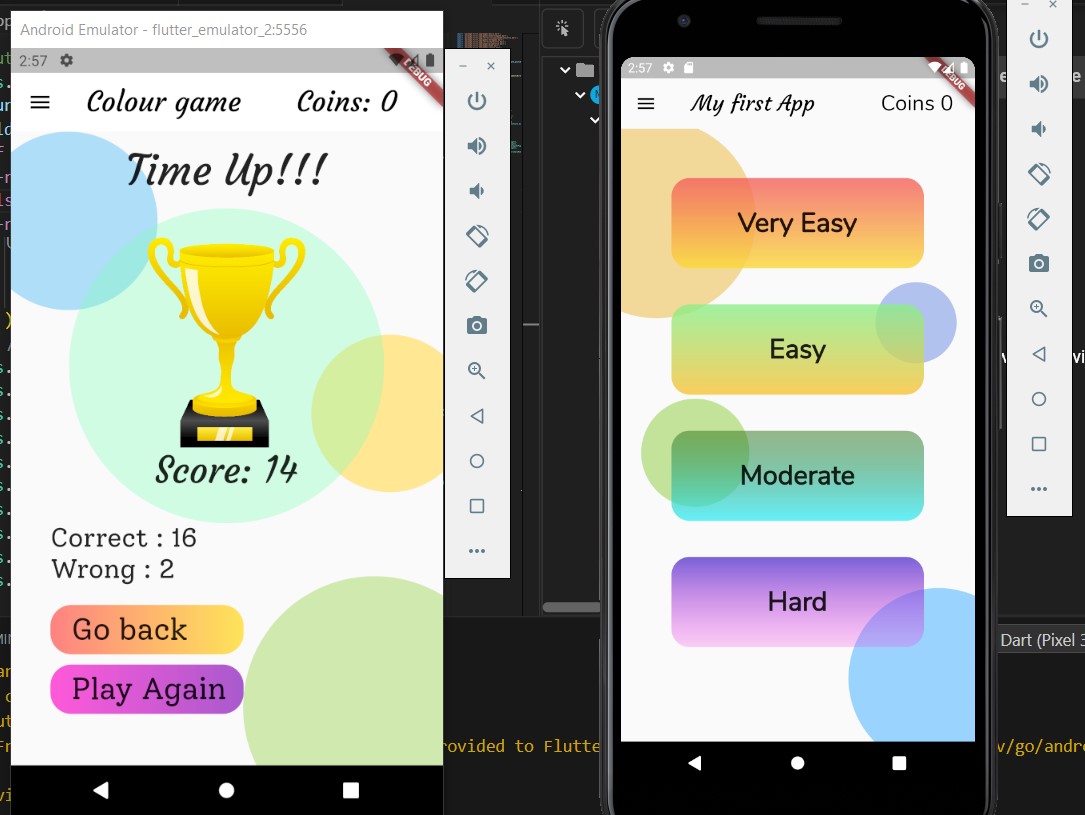 Android Emulator - flutter_emulator_2:5556
2:57
DEBUG
Colour game
Coins: 0
Time Up!!!
Score: 14
Correct : 16
Wrong : 2
Go back
Play Again
2:57
DEBUG
My first App
Coins 0
Very Easy
Easy
Moderate
Hard
Dart (Pixel 3
ovided to Flutte
v/go/andr